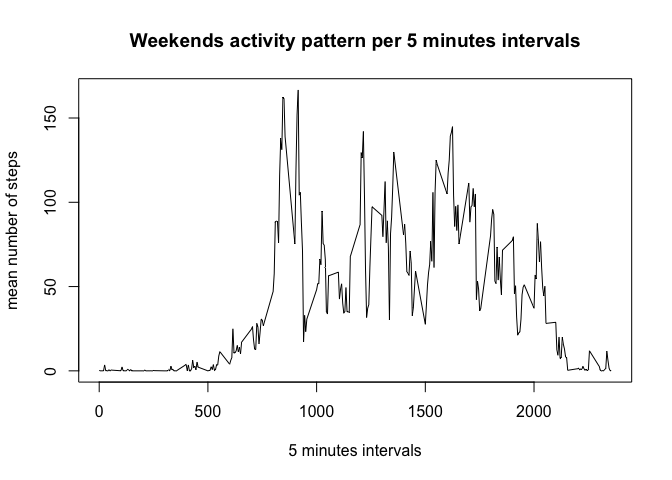 Weekends activity pattern per 5 minutes intervals
mean number of steps
150
100
50
0
0 500 1000 1500 2000
5 minutes intervals